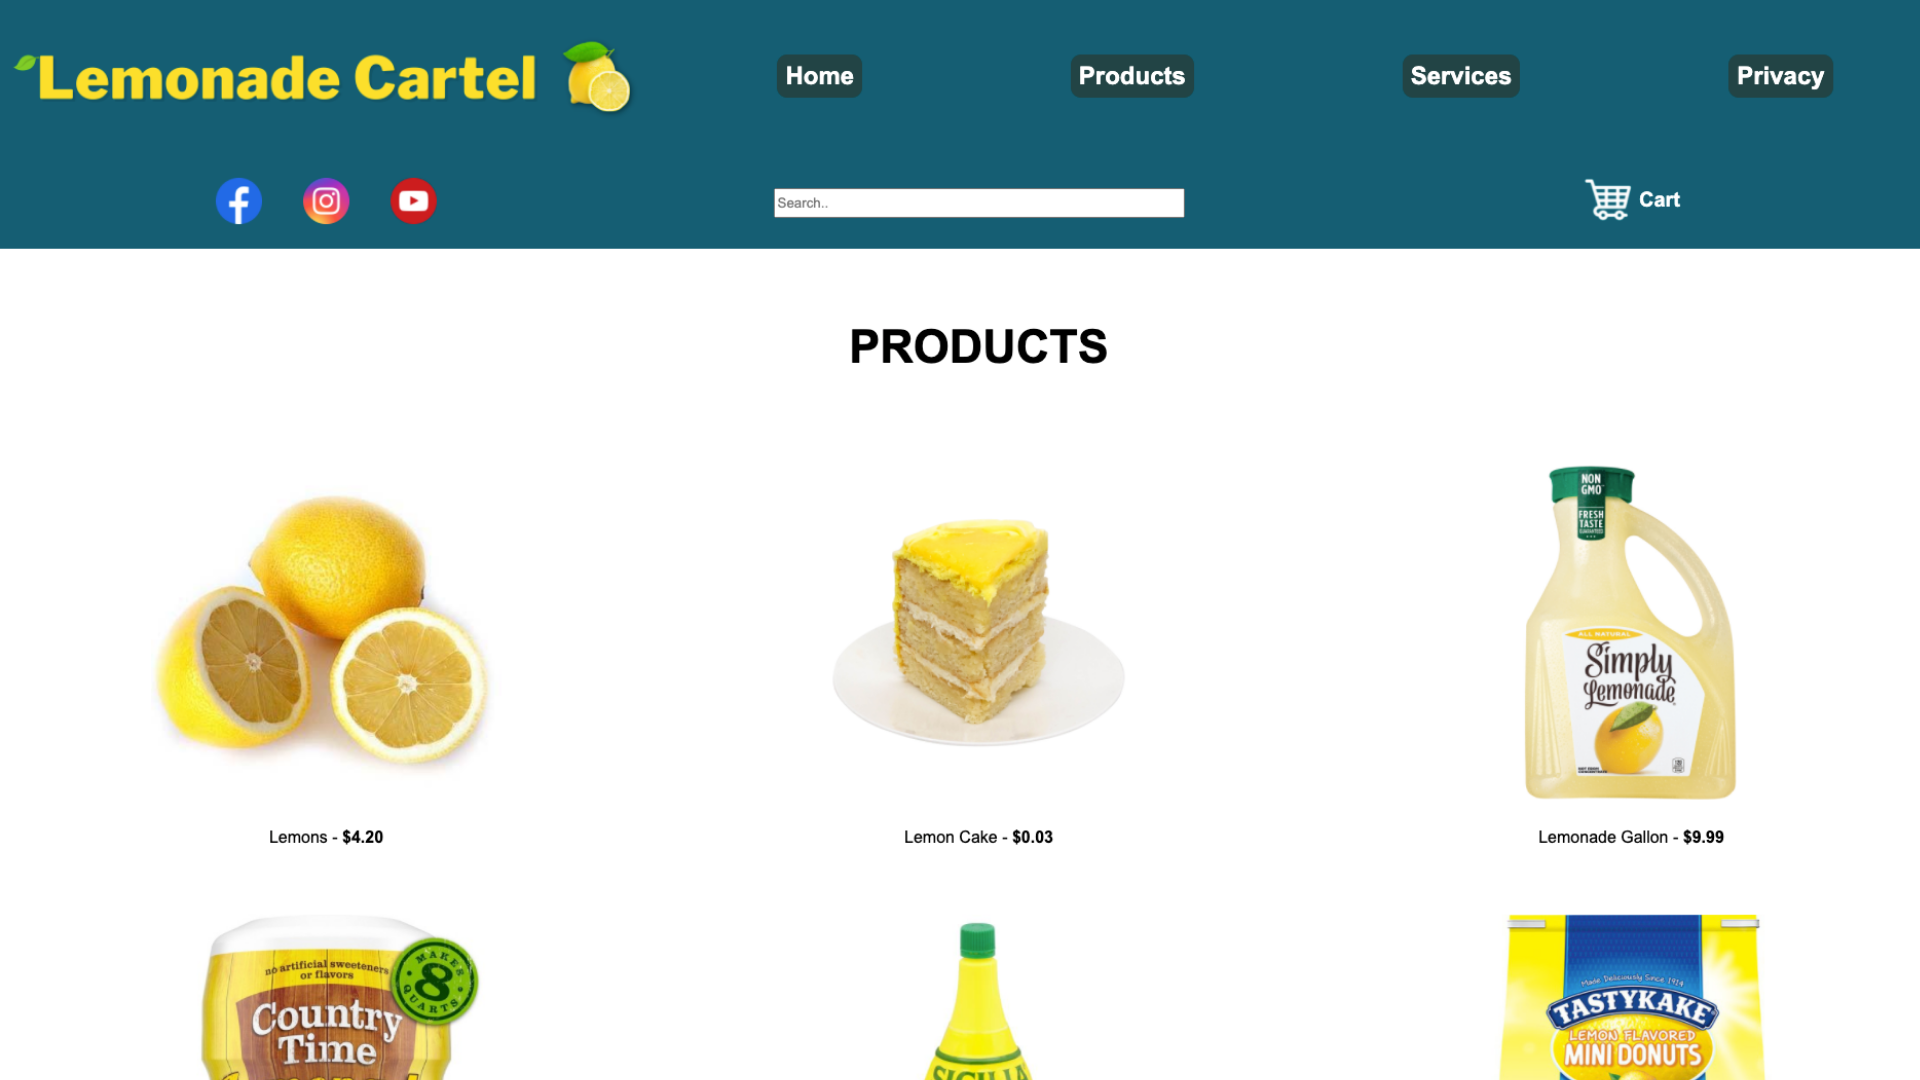 Lemonade Cartel
Home
Products
Services
Privacy
Search..
Cart
PRODUCTS
NON
GMO
FRESH
TASTE
GUARANTEED
ALL NATURAL
Simply
Lemonade
Lemons - $4.20
Lemon Cake - $0.03
Lemonade Gallon - $9.99
no artificial sweeteners
or flavors
MAKES
8
QUARTS
Country
Time
SICILIA
Made Deliciously Since 1914
TASTYKAKE
LEMON FLAVORED
MINI DONUTS